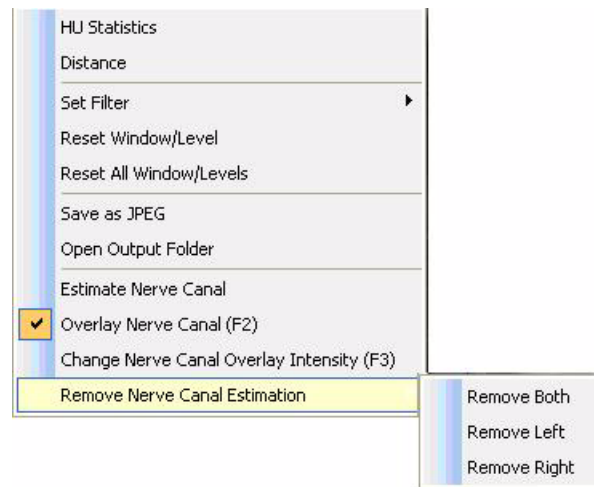 HU Statistics
Distance
Set Filter
Reset Window/Level
Reset All Window/Levels
Save as JPEG
Open Output Folder
Estimate Nerve Canal
Overlay Nerve Canal (F2)
Change Nerve Canal Overlay Intensity (F3)
Remove Nerve Canal Estimation
Remove Both
Remove Left
Remove Right